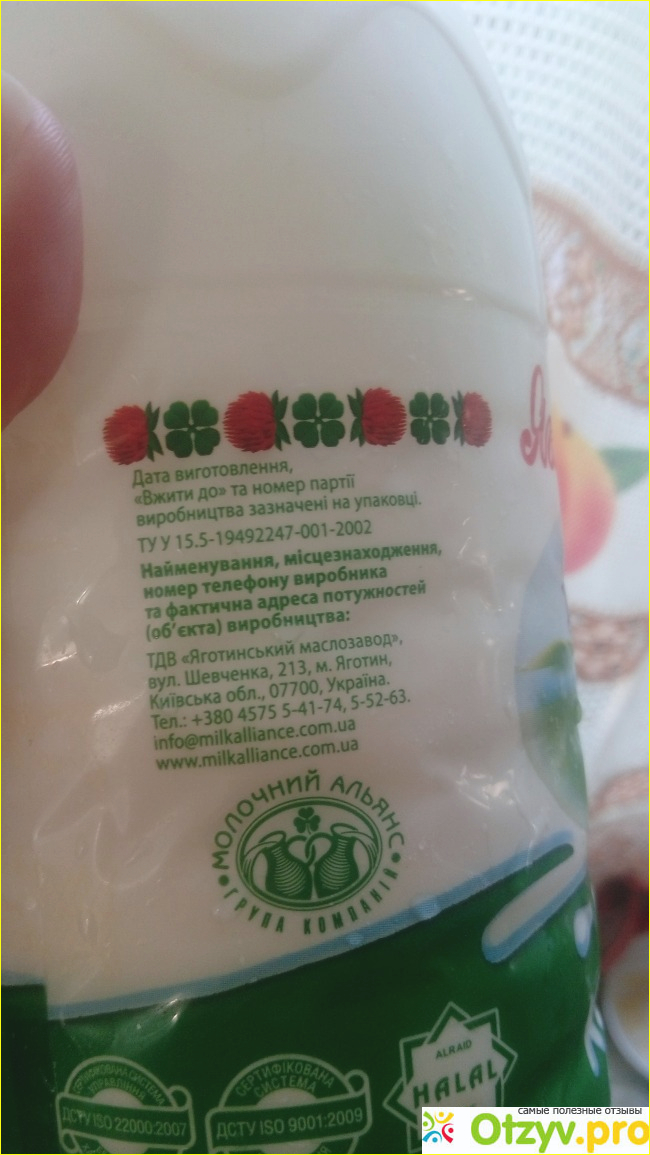 Дата виготовлення,
«Вжити до» та номер партії
виробництва зазначені на упаковці.
ТУ У 15.5-19492247-001-2002
Найменування, місцезнаходження,
номер телефону виробника
та фактична адреса потужностей
(об'єкта) виробництва:
ТДВ «Яготинський маслозавод»,
вул. Шевченка, 213, м. Яготин,
Київська обл., 07700, Україна.
Тел.: +380 4575 5-41-74, 5-52-63.
info@milkalliance.com.ua
www.milkalliance.com.ua
МОЛОЧНИЙ АЛЬЯНС
ГРУПА КОМПАНІЙ
СЕРТИФІКОВАНА СИСТЕМА
УПРАВЛІННЯ
ДСТУ ISO 22000:2007
СЕРТИФІКОВАНА
СИСТЕМА
ДСТУ ISO 9001:2009
ALRAID
HALAL
самые полезные отзывы
Otzyv.pro